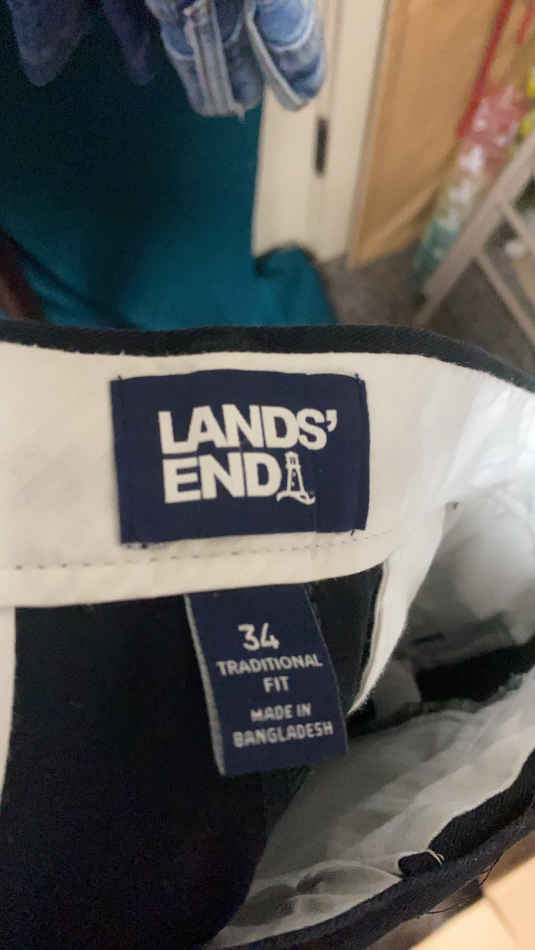 LANDS'
END
34
TRADITIONAL
FIT
MADE IN
BANGLADESH